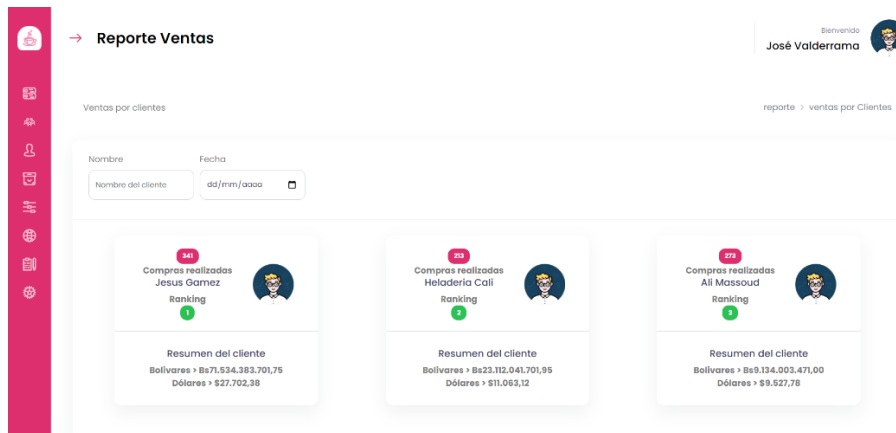 Reporte Ventas
Bienvenido
José Valderrama
Ventas por clientes
reporte > ventas por Clientes
Nombre
Fecha
Nombre del cliente
dd/mm/aaaa
341
Compras realizadas
Jesus Gamez
Ranking
1
Resumen del cliente
Bolivares > Bs71.534.383.701,75
Dólares > $27.702,38
213
Compras realizadas
Heladeria Cali
Ranking
2
Resumen del cliente
Bolivares > Bs23.112.041.701,95
Dólares > $11.063,12
273
Compras realizadas
Ali Massoud
Ranking
3
Resumen del cliente
Bolivares > Bs9.134.003.471,00
Dólares > $9.527,78